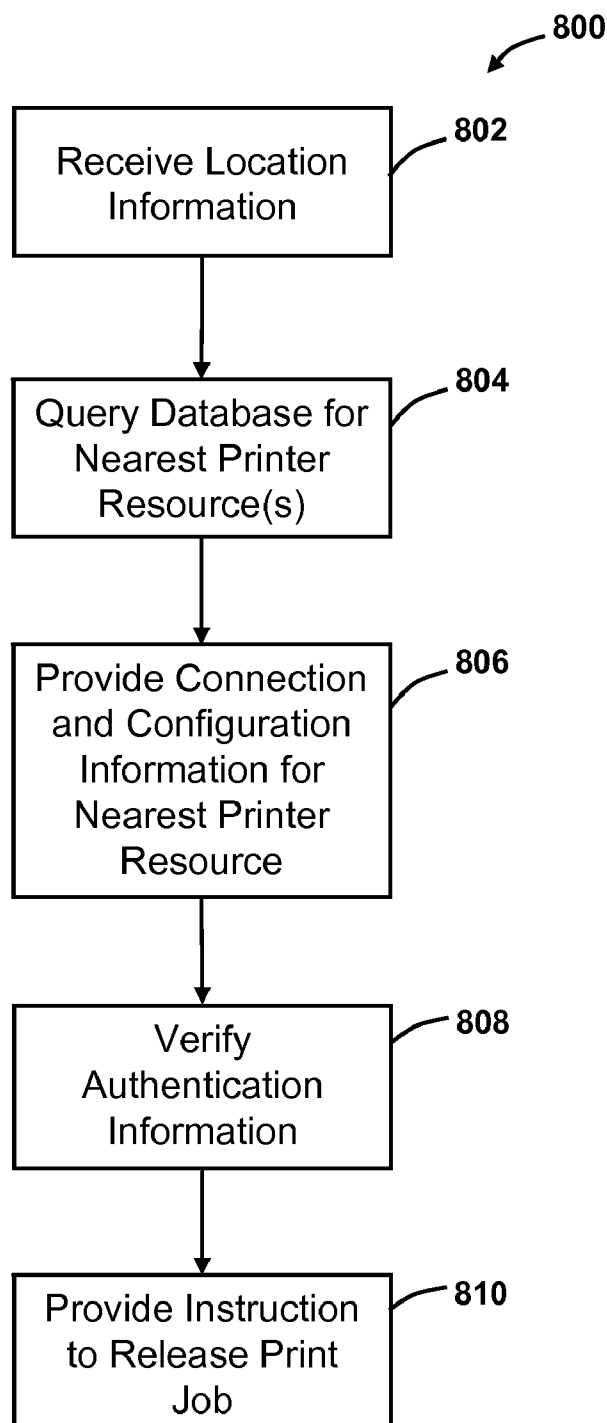 800
802
Receive Location
Information
804
Query Database for
Nearest Printer
Resource(s)
806
Provide Connection
and Configuration
Information for
Nearest Printer
Resource
808
Verify
Authentication
Information
810
Provide Instruction
to Release Print
Job